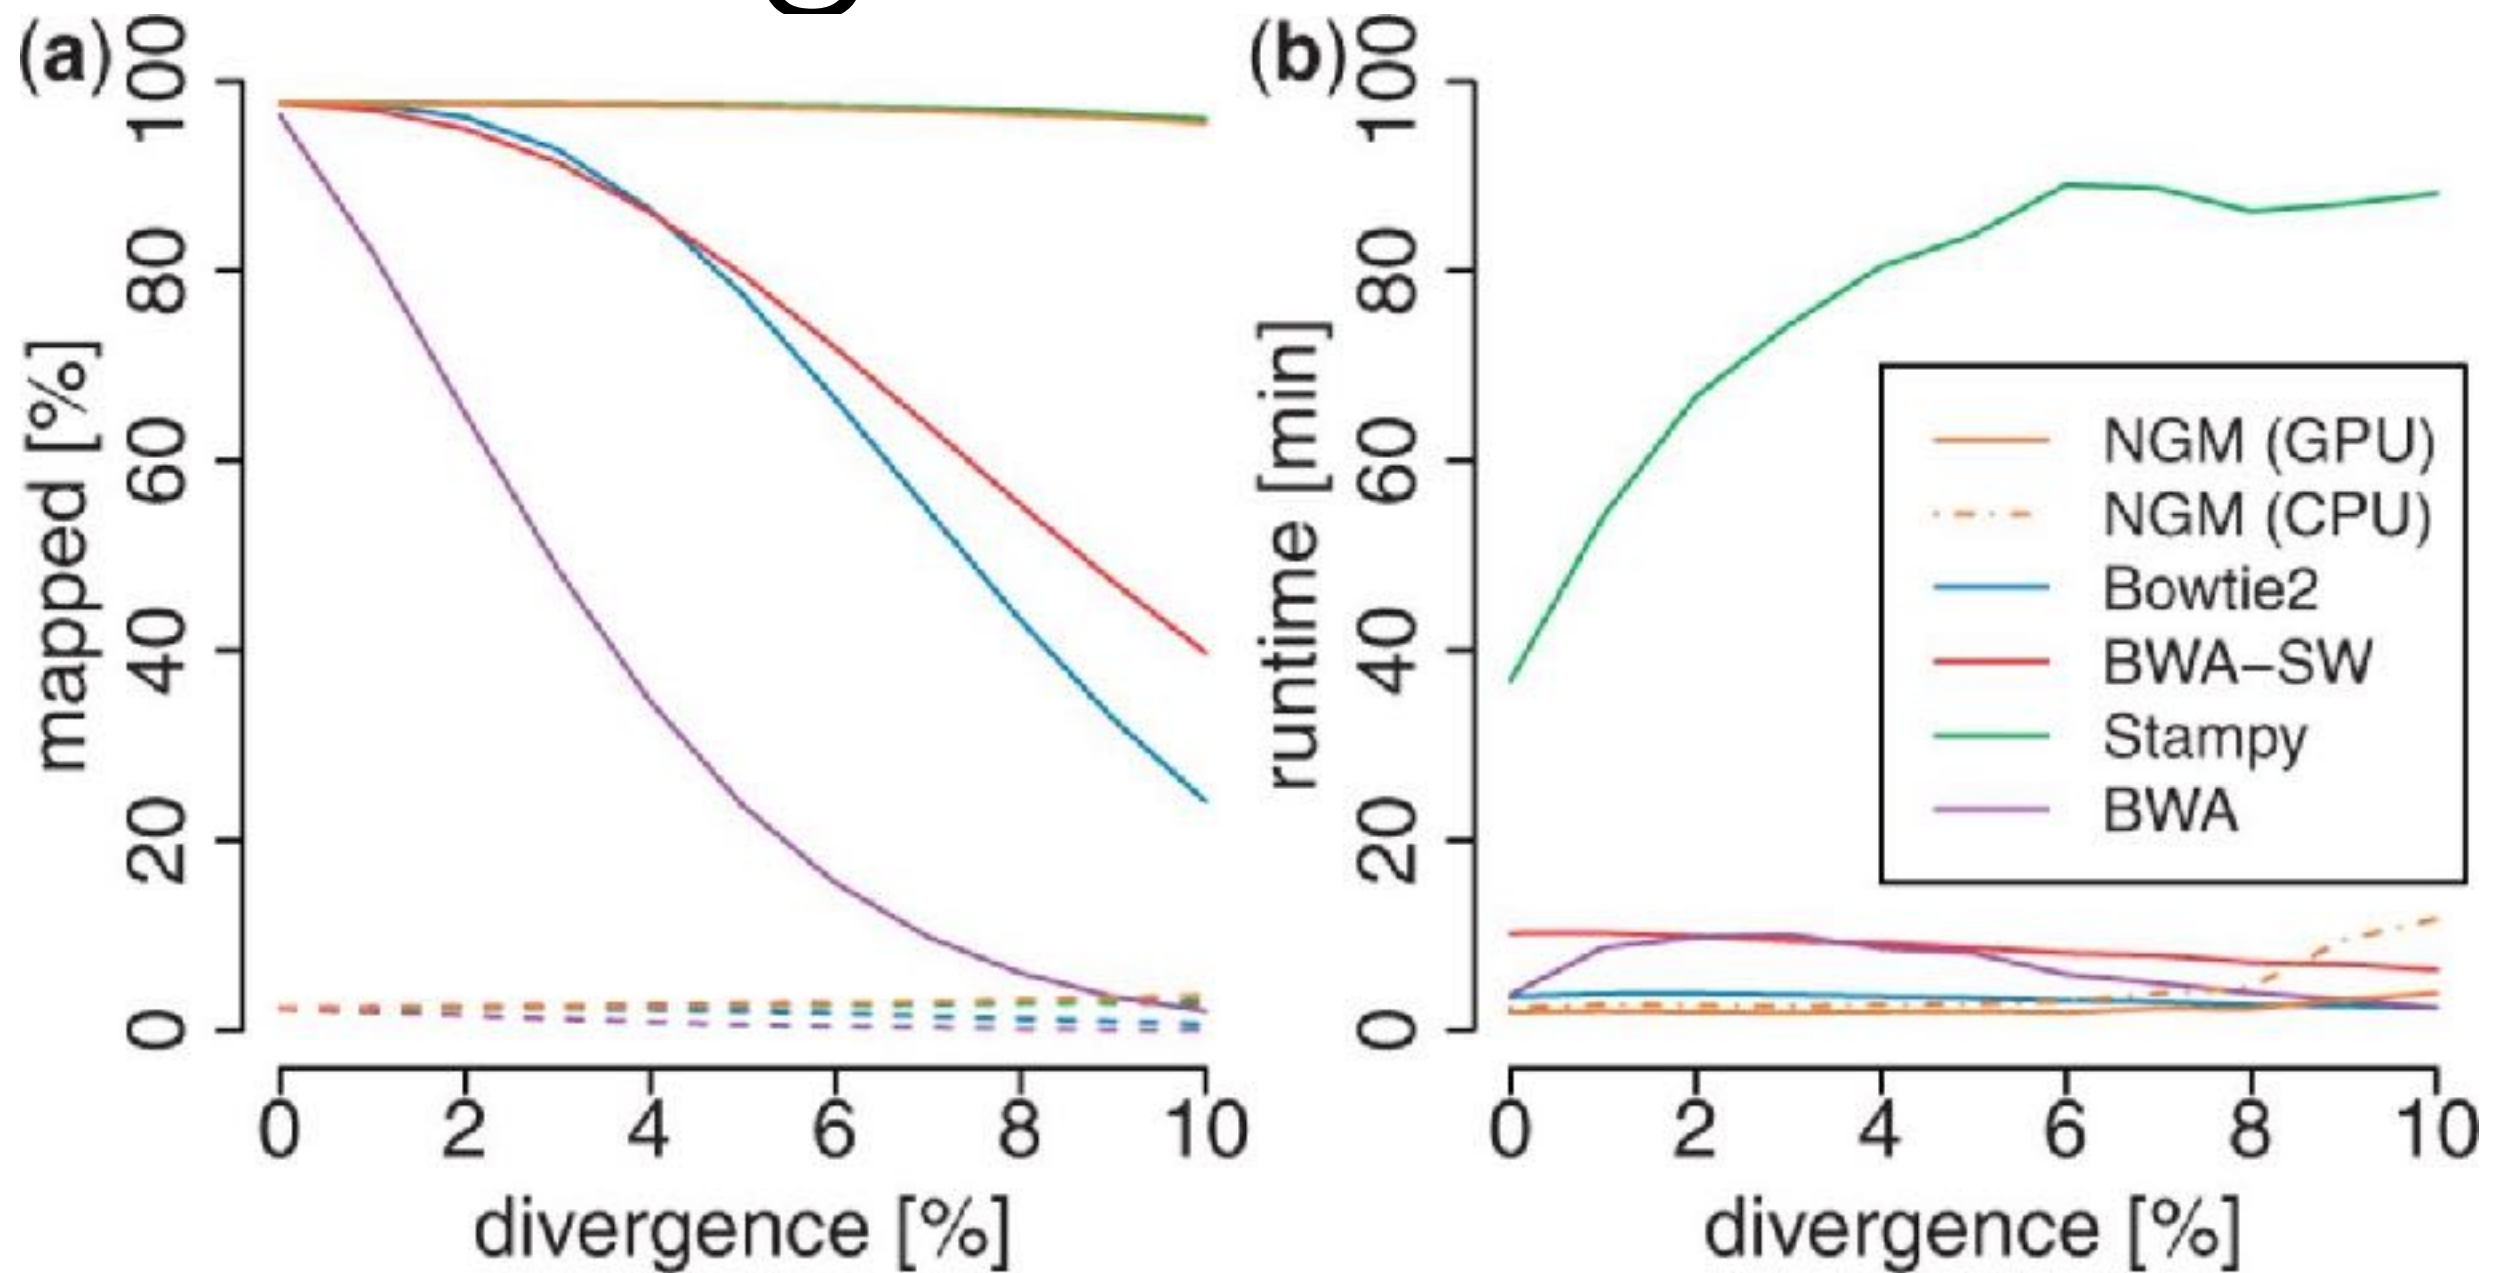 (a)
mapped [%]
100
80
60
40
20
0
0 2 4 6 8 10
divergence [%]
(b)
runtime [min]
100
80
60
40
20
0
NGM (GPU)
NGM (CPU)
Bowtie2
BWA–SW
Stampy
BWA
0 2 4 6 8 10
divergence [%]